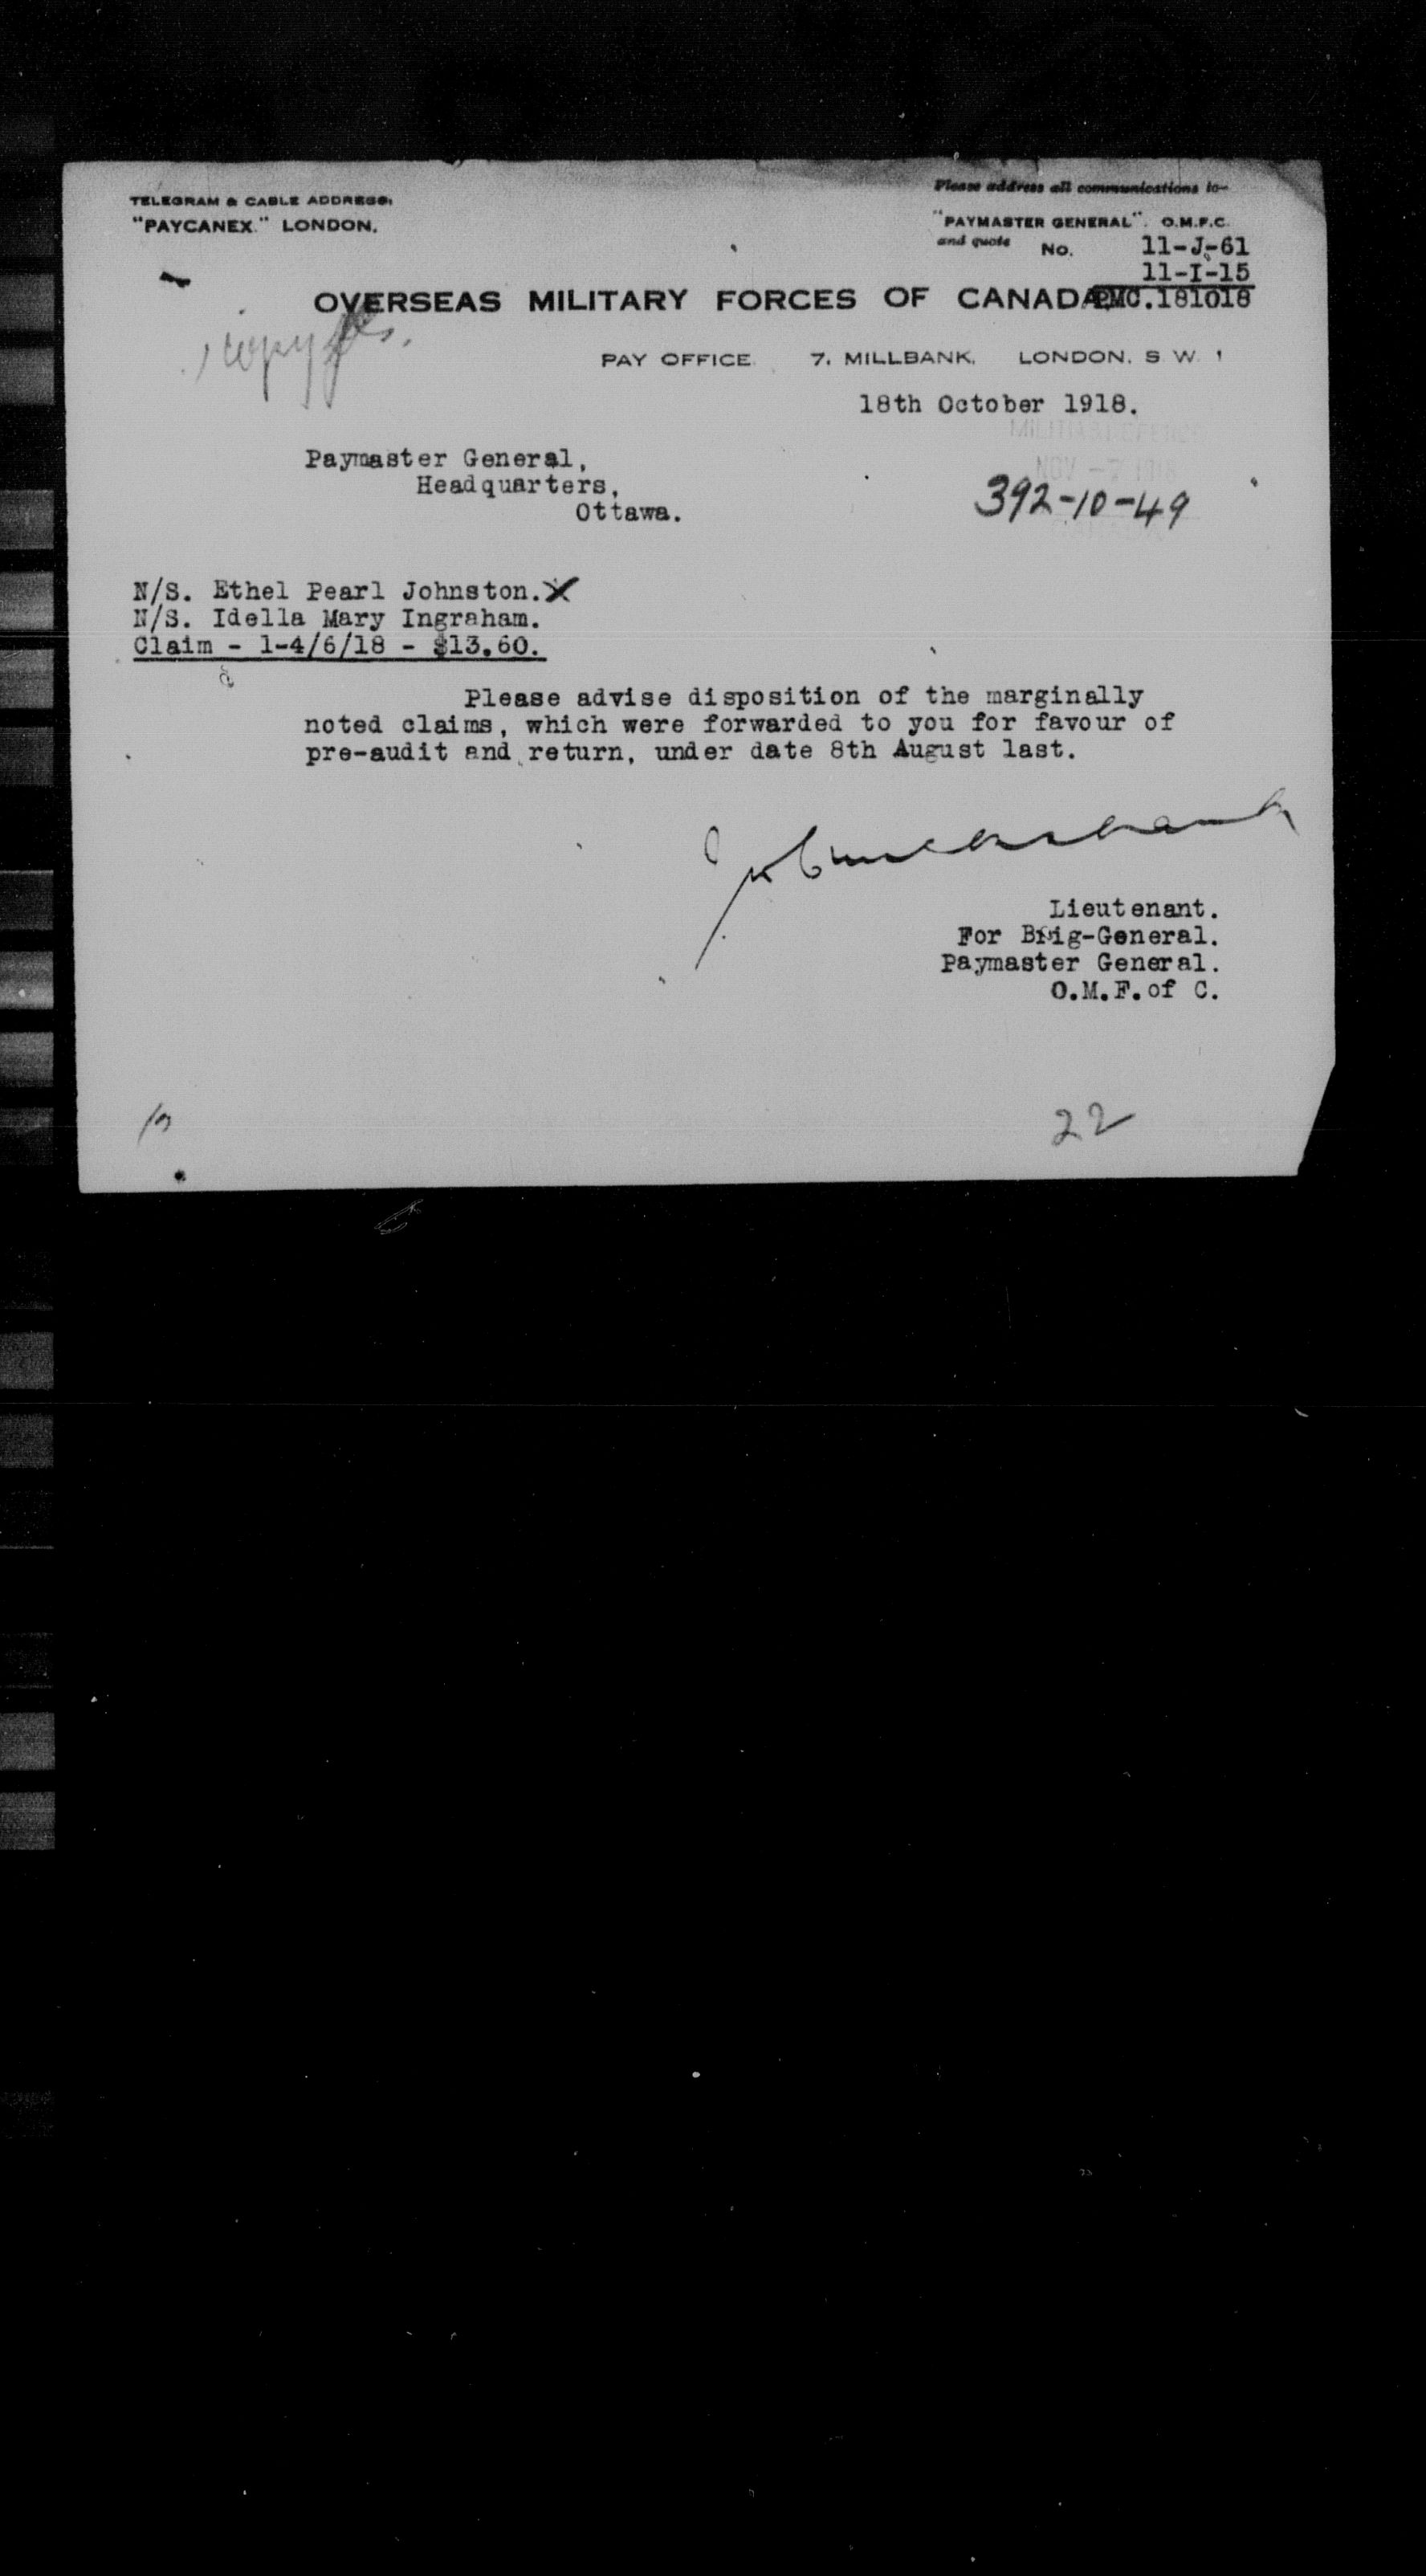 TELEGRAM & CABLE ADDRESS:
"PAYCANEX." LONDON.
Please address all communications to—
"PAYMASTER GENERAL". O.M.F.C.
and quote No. 11-J-61
11-I-15
PMC.181018
OVERSEAS MILITARY FORCES OF CANADA
copy
PAY OFFICE. 7. MILLBANK. LONDON. S.W. 1
18th October 1918.
NOV -7 1918
Paymaster General,
Headquarters,
Ottawa.
392-10-49
N/S. Ethel Pearl Johnston. X
N/S. Idella Mary Ingraham.
Claim - 1-4/6/18 - $13.60.
Please advise disposition of the marginally
noted claims, which were forwarded to you for favour of
pre-audit and return, under date 8th August last.
Lieutenant.
For Brig-General.
Paymaster General.
O.M.F.of C.
22